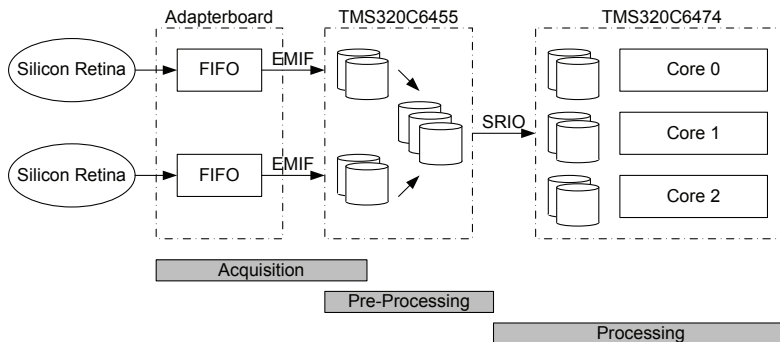 Adapterboard
TMS320C6455
TMS320C6474
Silicon Retina
FIFO
EMIF
Core 0
SRIO
Core 1
Silicon Retina
FIFO
EMIF
Core 2
Acquisition
Pre-Processing
Processing